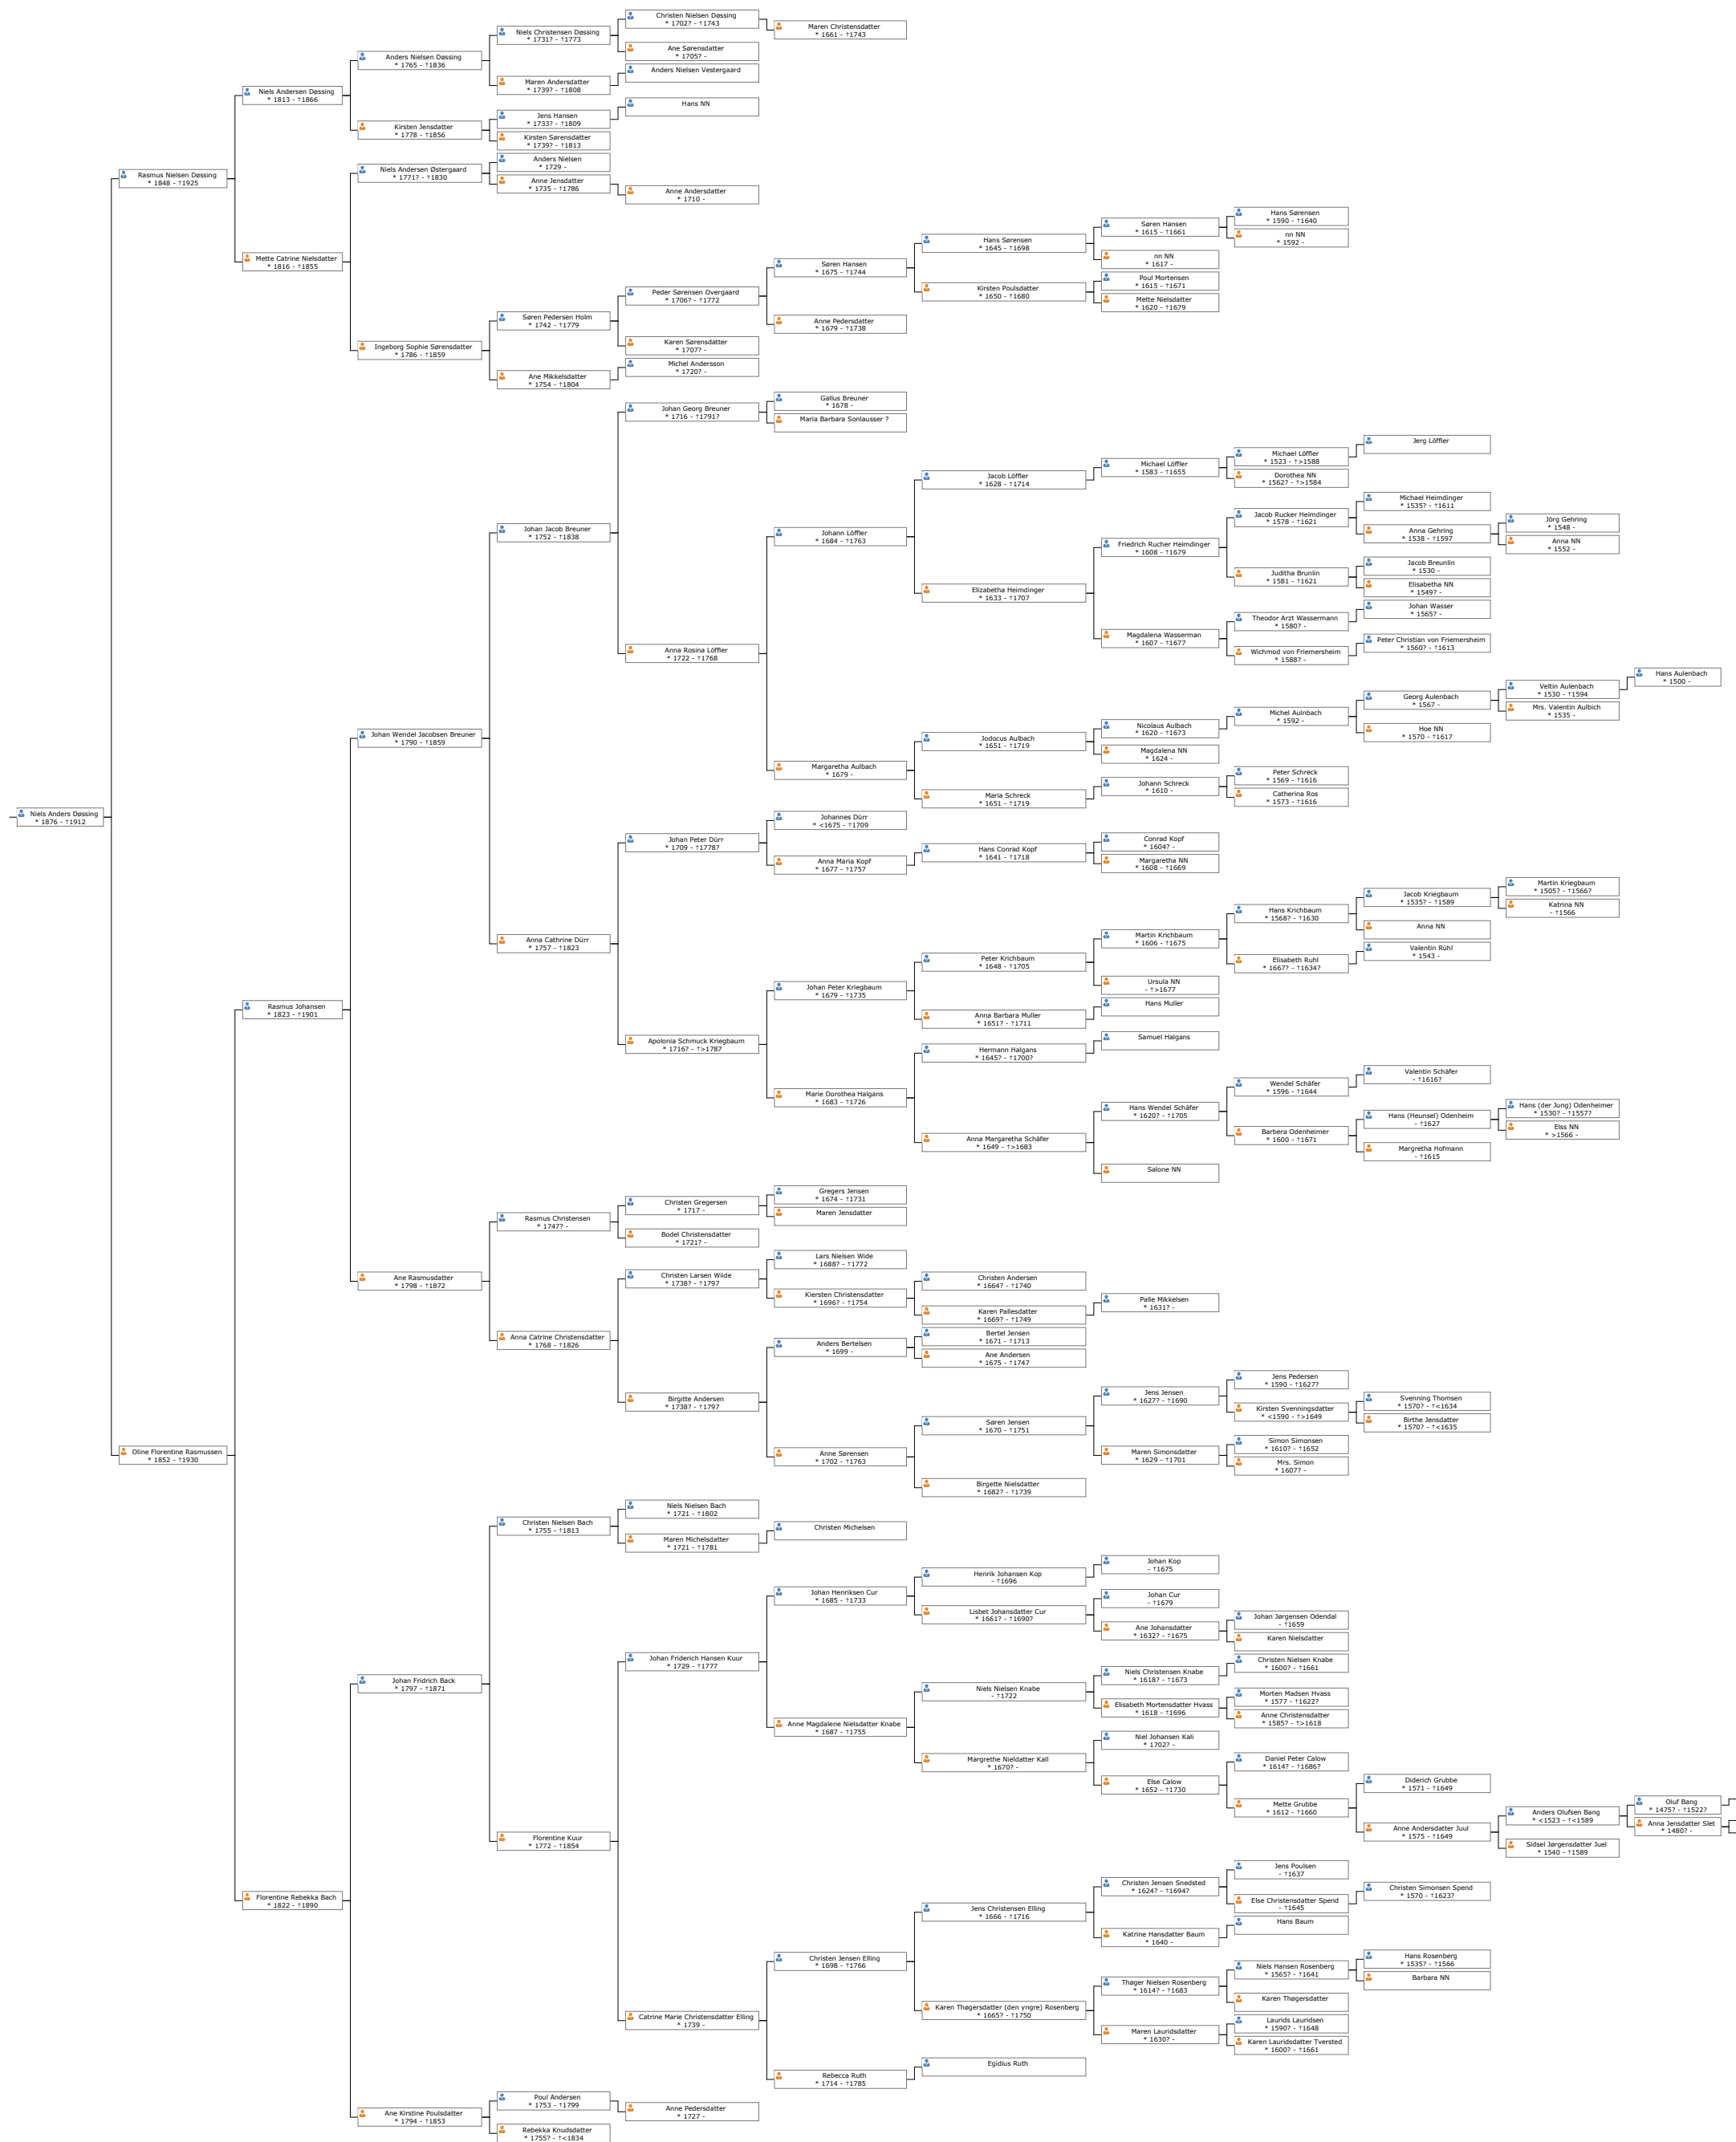 Niels Anders Døssing
* 1876 - †1912
Rasmus Nielsen Døssing
* 1848 - †1925
Oline Florentine Rasmussen
* 1852 - †1930
Niels Andersen Døssing
* 1813 - †1866
Mette Catrine Nielsdatter
* 1816 - †1855
Rasmus Johansen
* 1823 - †1901
Florentine Rebekka Bach
* 1822 - †1890
Anders Nielsen Døssing
* 1765 - †1836
Kirsten Jensdatter
* 1778 - †1856
Niels Andersen Østergaard
* 1771? - †1830
Ingeborg Sophie Sørensdatter
* 1786 - †1859
Johan Wendel Jacobsen Breuner
* 1790 - †1859
Ane Rasmusdatter
* 1798 - †1872
Johan Fridrich Back
* 1797 - †1871
Ane Kirstine Poulsdatter
* 1794 - †1853
Niels Christensen Døssing
* 1731? - †1773
Maren Andersdatter
* 1739? - †1808
Jens Hansen
* 1733? - †1809
Kirsten Sørensdatter
* 1739? - †1813
Anders Nielsen
* 1729 -
Anne Jensdatter
* 1735 - †1786
Søren Pedersen Holm
* 1742 - †1779
Ane Mikkelsdatter
* 1754 - †1804
Johan Jacob Breuner
* 1752 - †1838
Anna Cathrine Dürr
* 1757 - †1823
Rasmus Christensen
* 1747? -
Anna Catrine Christensdatter
* 1768 - †1826
Christen Nielsen Bach
* 1755 - †1813
Florentine Kuur
* 1772 - †1854
Poul Andersen
* 1753 - †1799
Rebekka Knudsdatter
* 1755? - †<1834
Christen Nielsen Døssing
* 1702? - †1743
Ane Sørensdatter
* 1705? -
Anders Nielsen Vestergaard
Hans NN
Anne Andersdatter
* 1710 -
Peder Sørensen Overgaard
* 1706? - †1772
Karen Sørensdatter
* 1707? -
Michel Andersson
* 1720? -
Johan Georg Breuner
* 1716 - †1791?
Anna Rosina Löffler
* 1722 - †1768
Johan Peter Dürr
* 1709 - †1778?
Apolonia Schmuck Kriegbaum
* 1716? - †>1787
Christen Gregersen
* 1717 -
Bodel Christensdatter
* 1721? -
Christen Larsen Wiide
* 1738? - †1797
Birgitte Andersen
* 1738? - †1797
Niels Nielsen Bach
* 1721 - †1802
Maren Michelsdatter
* 1721 - †1781
Johan Friderich Hansen Kuur
* 1729 - †1777
Catrine Marie Christensdatter Elling
* 1739 -
Anne Pedersdatter
* 1727 -
Maren Christensdatter
* 1661 - †1743
Søren Hansen
* 1675 - †1744
Anne Pedersdatter
* 1679 - †1738
Gallus Breuner
* 1678 -
Maria Barbara Sonlausser ?
Johann Löffler
* 1684 - †1763
Margaretha Aulbach
* 1679 -
Johannes Dürr
* <1675 - †1709
Anna Maria Kopf
* 1677 - †1757
Johan Peter Kriegbaum
* 1679 - †1735
Marie Dorothea Halgans
* 1683 - †1726
Gregers Jensen
* 1674 - †1731
Maren Jensdatter
Lars Nielsen Wide
* 1688? - †1772
Kiersten Christensdatter
* 1696? - †1754
Anders Bertelsen
* 1699 -
Anne Sørensen
* 1702 - †1763
Christen Michelsen
Johan Henriksen Cur
* 1685 - †1733
Anne Magdalene Nielsdatter Knabe
* 1687 - †1755
Christen Jensen Elling
* 1698 - †1766
Rebecca Ruth
* 1714 - †1785
Hans Sørensen
* 1645 - †1698
Kirsten Poulsdatter
* 1650 - †1680
Jacob Löffler
* 1628 - †1714
Elizabetha Heimdinger
* 1633 - †1707
Jodocus Aulbach
* 1651 - †1719
Maria Schreck
* 1651 - †1719
Hans Conrad Kopf
* 1641 - †1718
Peter Krichbaum
* 1648 - †1705
Anna Barbara Muller
* 1651? - †1711
Hermann Halgans
* 1645? - †1700?
Anna Margaretha Schäfer
* 1649 - †>1683
Christen Andersen
* 1664? - †1740
Karen Pallesdatter
* 1669? - †1749
Bertel Jensen
* 1671 - †1713
Ane Andersen
* 1675 - †1747
Søren Jensen
* 1670 - †1751
Birgette Nielsdatter
* 1682? - †1739
Henrik Johansen Kop
- †1696
Lisbet Johansdatter Cur
* 1661? - †1690?
Niels Nielsen Knabe
- †1722
Margrethe Nieldatter Kall
* 1670? -
Jens Christensen Elling
* 1666 - †1716
Karen Thøgersdatter (den yngre) Rosenberg
* 1665? - †1750
Egidius Ruth
Søren Hansen
* 1615 - †1661
nn NN
* 1617 -
Poul Mortensen
* 1615 - †1671
Mette Nielsdatter
* 1620 - †1679
Michael Löffler
* 1583 - †1655
Friedrich Rucher Heimdinger
* 1608 - †1679
Magdalena Wasserman
* 1607 - †1677
Nicolaus Aulbach
* 1620 - †1673
Magdalena NN
* 1624 -
Johann Schreck
* 1610 -
Conrad Kopf
* 1604? -
Margaretha NN
* 1608 - †1669
Martin Krichbaum
* 1606 - †1675
Ursula NN
- †>1677
Hans Muller
Samuel Halgans
Hans Wendel Schäfer
* 1620? - †1705
Salone NN
Palle Mikkelsen
* 1631? -
Jens Jensen
* 1627? - †1690
Maren Simonsdatter
* 1629 - †1701
Johan Kop
- †1675
Johan Cur
- †1679
Ane Johansdatter
* 1632? - †1675
Niels Christensen Knabe
* 1618? - †1673
Elisabeth Mortensdatter Hvass
* 1618 - †1696
Niel Johansen Kali
* 1702? -
Else Calow
* 1652 - †1730
Christen Jensen Snedsted
* 1624? - †1694?
Katrine Hansdatter Baum
* 1640 -
Thøger Nielsen Rosenberg
* 1614? - †1683
Maren Lauridsdatter
* 1630? -
Hans Sørensen
* 1590 - †1640
nn NN
* 1592 -
Michael Löffler
* 1523 - †>1588
Dorothea NN
* 1562? - †>1584
Jacob Rucker Heimdinger
* 1578 - †1621
Juditha Brunlin
* 1581 - †1621
Theodor Arzt Wassermann
* 1580? -
Wichmod von Friemersheim
* 1588? -
Michel Aulnbach
* 1592 -
Peter Schreck
* 1569 - †1616
Catherina Ros
* 1573 - †1616
Hans Krichbaum
* 1568? - †1630
Elisabeth Ruhl
* 1667? - †1634?
Wendel Schäfer
* 1596 - †1644
Barbera Odenheimer
* 1600 - †1671
Jens Pedersen
* 1590 - †1627?
Kirsten Svenningsdatter
* <1590 - †>1649
Simon Simonsen
* 1610? - †1652
Mrs. Simon
* 1607? -
Johan Jørgensen Odendal
- †1659
Karen Nielsdatter
Christen Nielsen Knabe
* 1600? - †1661
Morten Madsen Hvass
* 1577 - †1622?
Anne Christensdatter
* 1585? - †>1618
Daniel Peter Calow
* 1614? - †1686?
Mette Grubbe
* 1612 - †1660
Jens Poulsen
- †1637
Else Christensdatter Spend
- †1645
Hans Baum
Niels Hansen Rosenberg
* 1565? - †1641
Karen Thøgersdatter
Laurids Lauridsen
* 1590? - †1648
Karen Lauridsdatter Tversted
* 1600? - †1661
Jerg Löffler
Michael Heimdinger
* 1535? - †1611
Anna Gehring
* 1538 - †1597
Jacob Breunlin
* 1530 -
Elisabetha NN
* 1549? -
Johan Wasser
* 1565? -
Peter Christian von Friemersheim
* 1560? - †1613
Georg Aulenbach
* 1567 -
Hoe NN
* 1570 - †1617
Jacob Kriegbaum
* 1535? - †1589
Anna NN
Valentin Rühl
* 1543 -
Valentin Schäfer
- †1616?
Hans (Heunsel) Odenheim
- †1627
Margretha Hofmann
- †1615
Svenning Thomsen
* 1570? - †<1634
Birthe Jensdatter
* 1570? - †<1635
Diderich Grubbe
* 1571 - †1649
Anne Andersdatter Juul
* 1575 - †1649
Christen Simonsen Spend
* 1570 - †1623?
Hans Rosenberg
* 1535? - †1566
Barbara NN
Jörg Gehring
* 1548 -
Anna NN
* 1552 -
Veltin Aulenbach
* 1530 - †1594
Mrs. Valentin Aulbich
* 1535 -
Martin Kriegbaum
* 1505? - †1566?
Katrina NN
- †1566
Hans (der Jung) Odenheimer
* 1530? - †1557?
Elss NN
* >1566 -
Anders Olufsen Bang
* <1523 - †<1589
Sidsel Jørgensdatter Juel
* 1540 - †1589
Hans Aulenbach
* 1500 -
Oluf Bang
* 1475? - †1522?
Anna Jensdatter Slet
* 1480? -